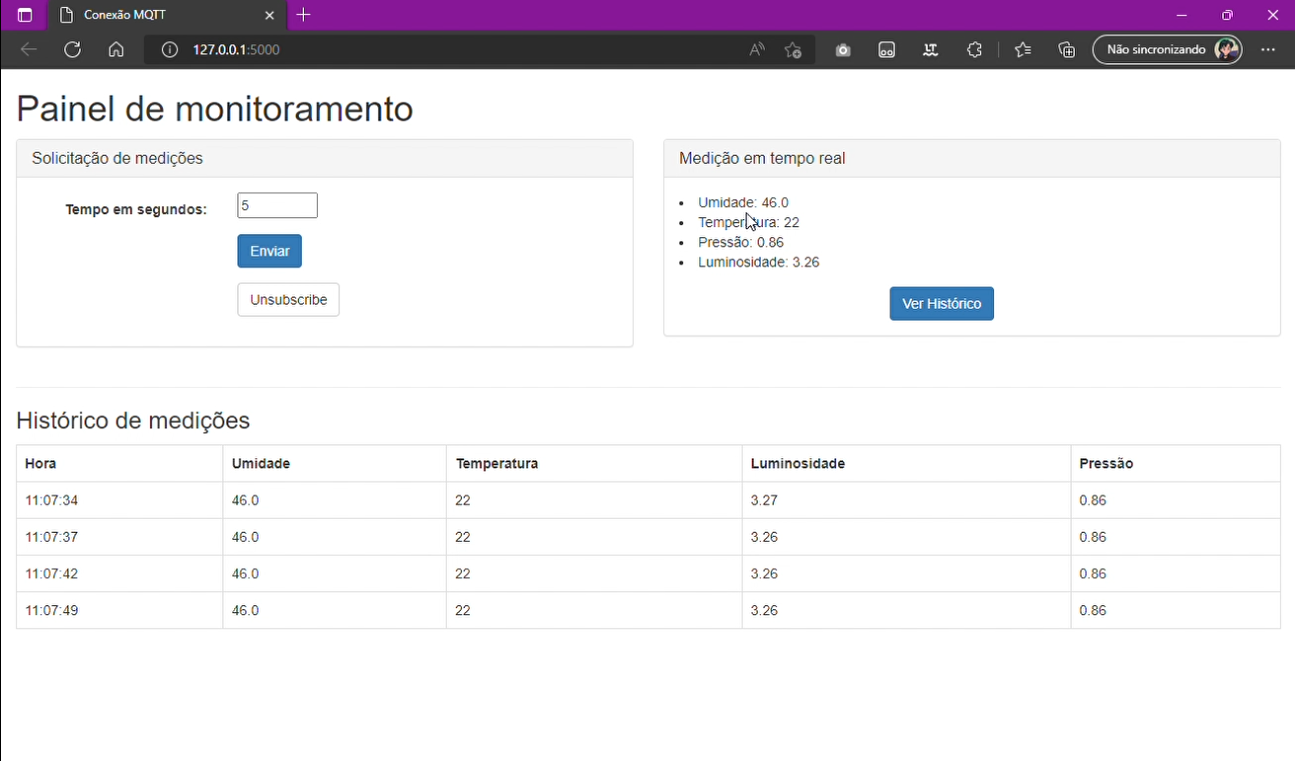 Conexão MQTT
127.0.0.1:5000
Não sincronizando
Painel de monitoramento
Solicitação de medições
Tempo em segundos: 5
Enviar
Unsubscribe
Medição em tempo real
Umidade: 46.0
Temperatura: 22
Pressão: 0.86
Luminosidade: 3.26
Ver Histórico
Histórico de medições
Hora Umidade Temperatura Luminosidade Pressão
11:07:34 46.0 22 3.27 0.86
11:07:37 46.0 22 3.26 0.86
11:07:42 46.0 22 3.26 0.86
11:07:49 46.0 22 3.26 0.86